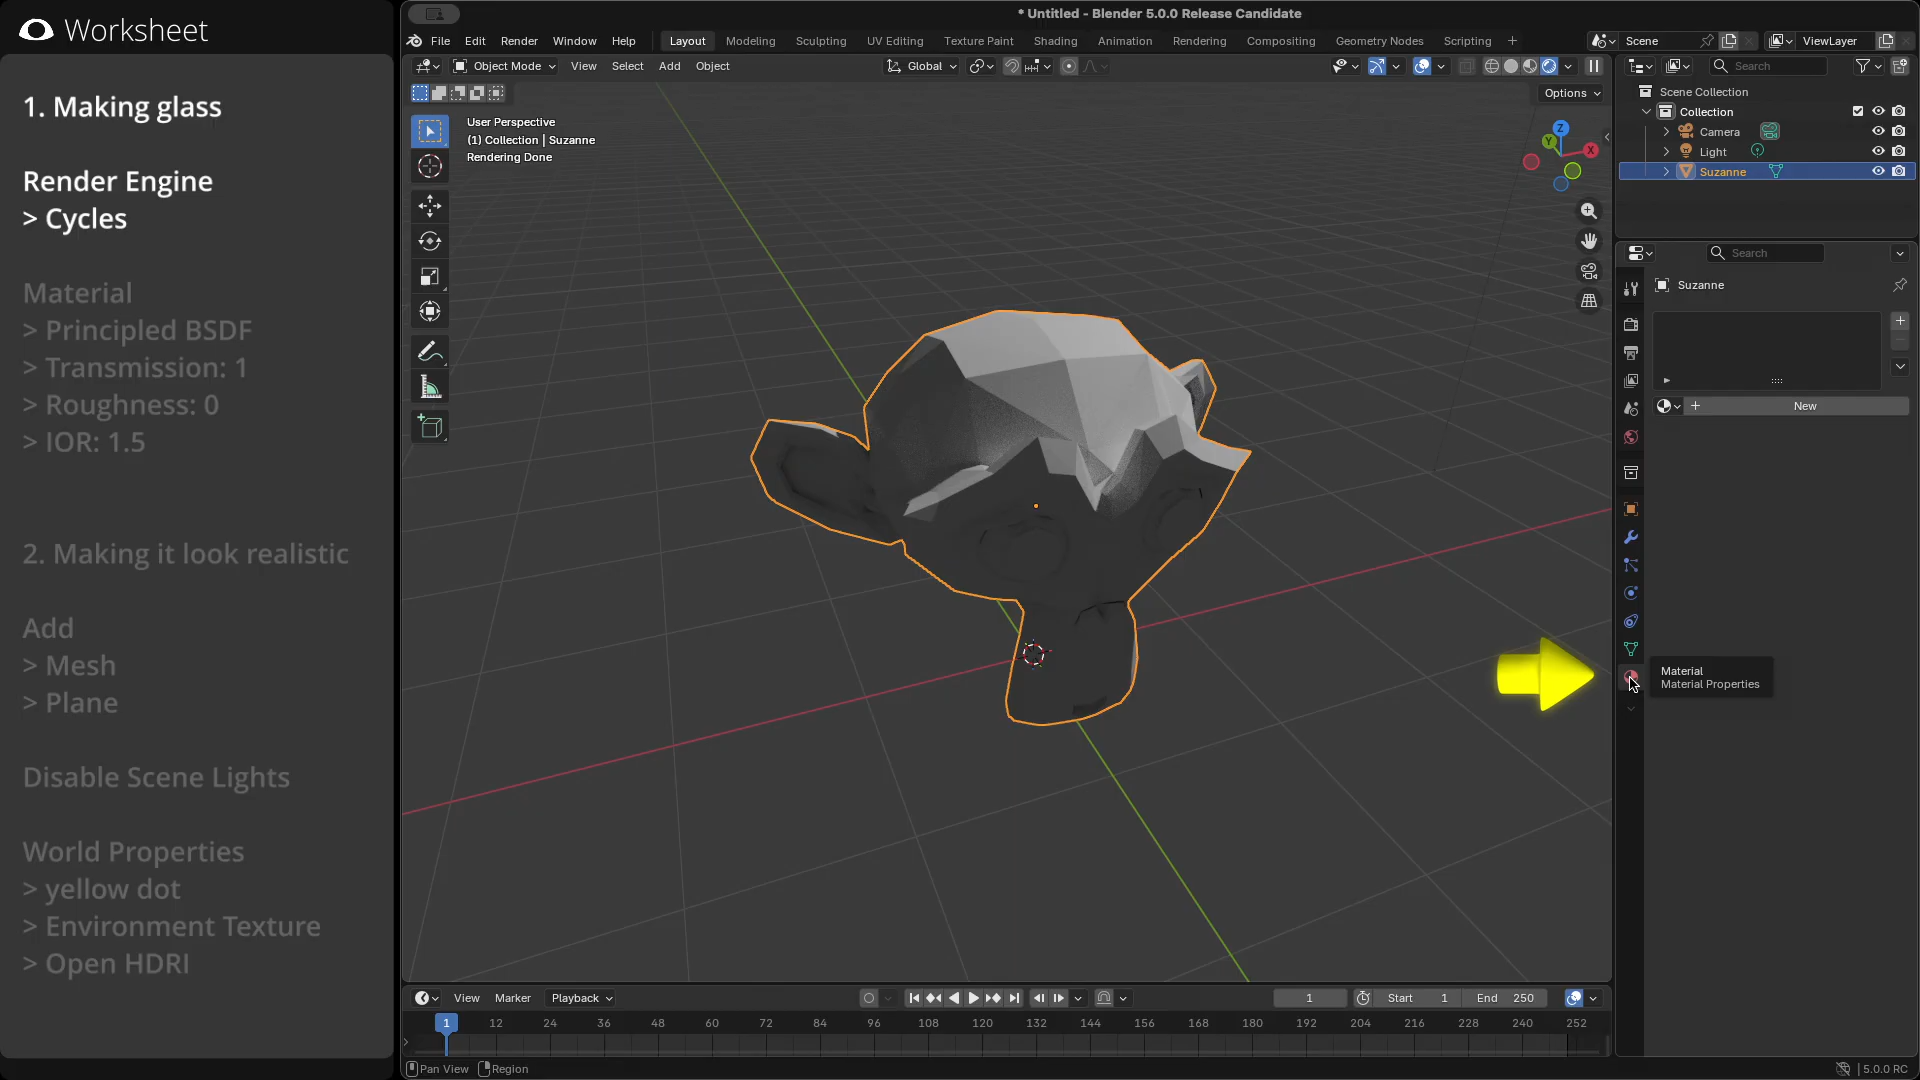 Worksheet
1. Making glass
Render Engine
> Cycles
Material
> Principled BSDF
> Transmission: 1
> Roughness: 0
> IOR: 1.5
2. Making it look realistic
Add
> Mesh
> Plane
Disable Scene Lights
World Properties
> yellow dot
> Environment Texture
> Open HDRI
* Untitled - Blender 5.0.0 Release Candidate
File Edit Render Window Help Layout Modeling Sculpting UV Editing Texture Paint Shading Animation Rendering Compositing Geometry Nodes Scripting + Scene ViewLayer
Object Mode View Select Add Object Global
Options
User Perspective
(1) Collection | Suzanne
Rendering Done
Z
Y
X
Search
Scene Collection
Collection
Camera
Light
Suzanne
Search
Suzanne
New
Material
Material Properties
View Marker Playback 1 Start 1 End 250
1 12 24 36 48 60 72 84 96 108 120 132 144 156 168 180 192 204 216 228 240 252
Pan View Region 5.0.0 RC